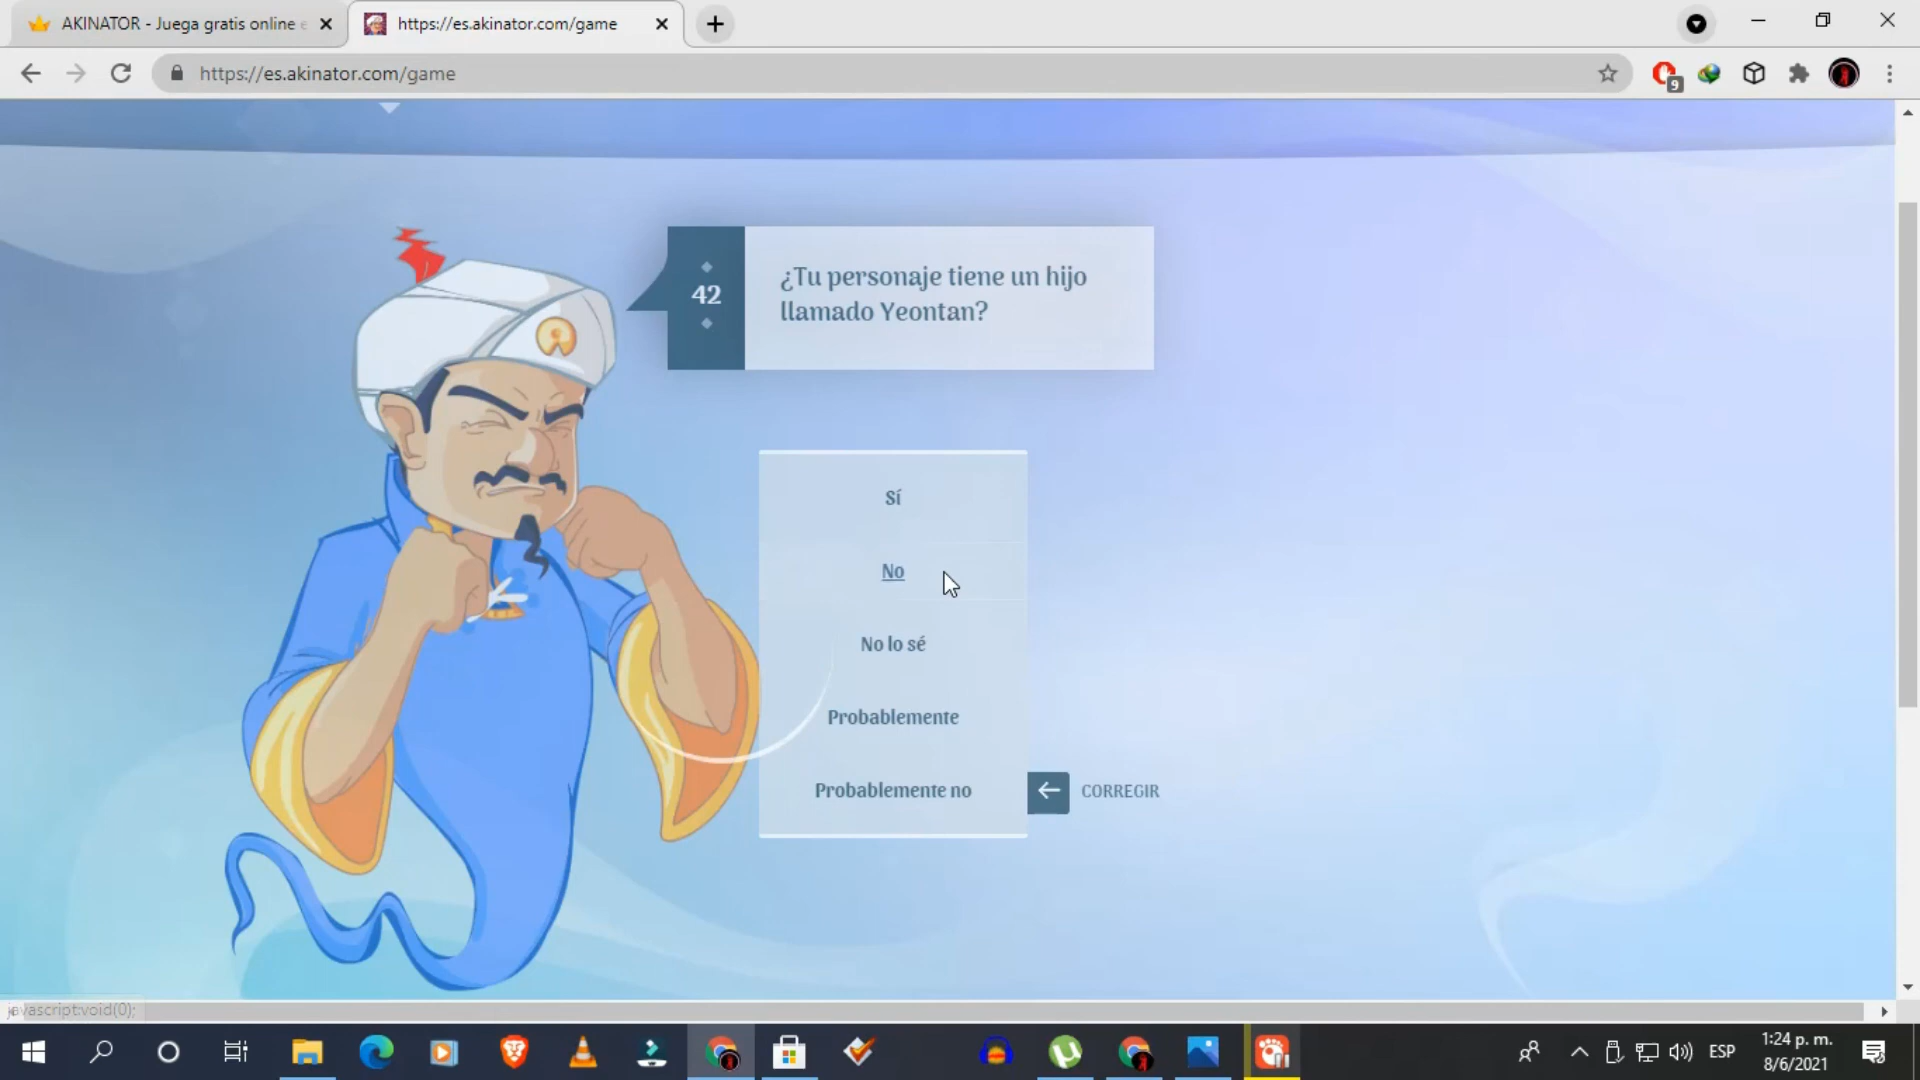 AKINATOR - Juega gratis online e
https://es.akinator.com/game
https://es.akinator.com/game
9
42
¿Tu personaje tiene un hijo
llamado Yeontan?
Sí
No
No lo sé
Probablemente
Probablemente no
CORREGIR
javascript:void(0);
ESP
1:24 p. m.
8/6/2021